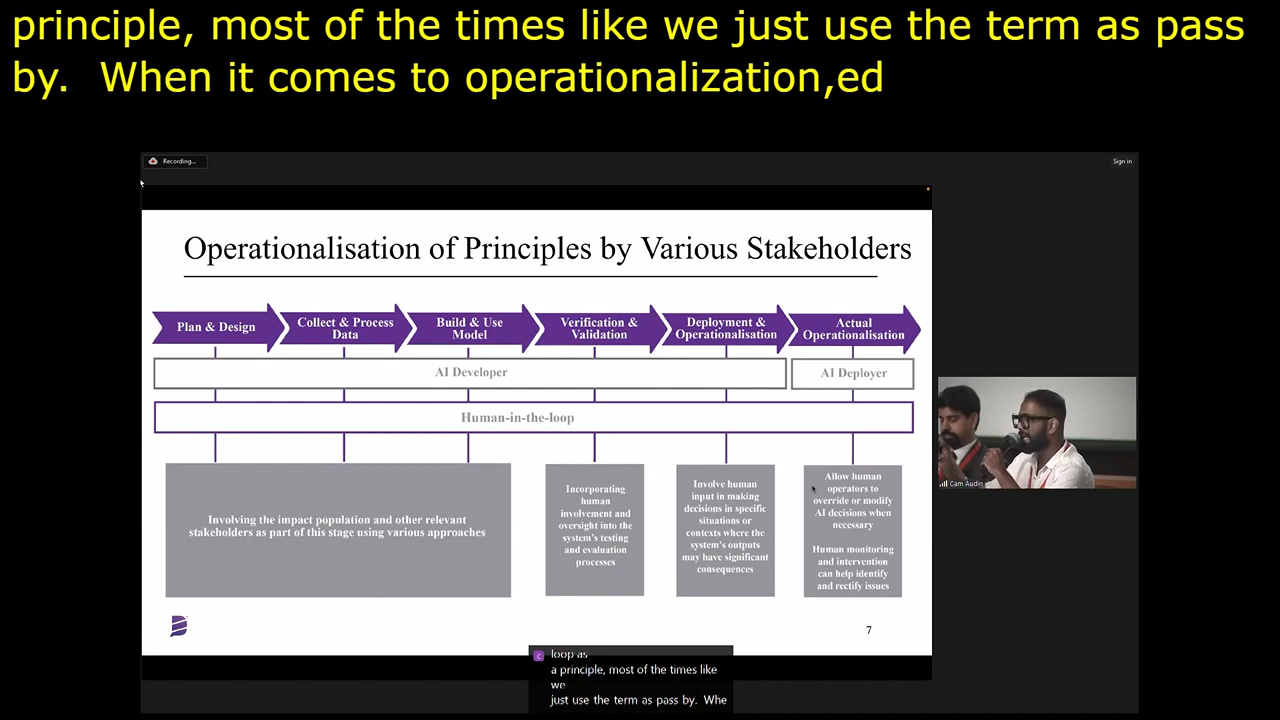 principle, most of the times like we just use the term as pass
by.  When it comes to operationalization,ed
Recording...
Sign in
Operationalisation of Principles by Various Stakeholders
Plan & Design
Collect & Process
Data
Build & Use
Model
Verification &
Validation
Deployment &
Operationalisation
Actual
Operationalisation
AI Developer
AI Deployer
Human-in-the-loop
Involving the impact population and other relevant
stakeholders as part of this stage using various approaches
Incorporating
human
involvement and
oversight into the
system's testing
and evaluation
processes
Involve human
input in making
decisions in specific
situations or
contexts where the
system's outputs
may have significant
consequences
Allow human
operators to
override or modify
AI decisions when
necessary
Human monitoring
and intervention
can help identify
and rectify issues
Cam Audin
7
C
loop as
a principle, most of the times like
we
just use the term as pass by.  Whe